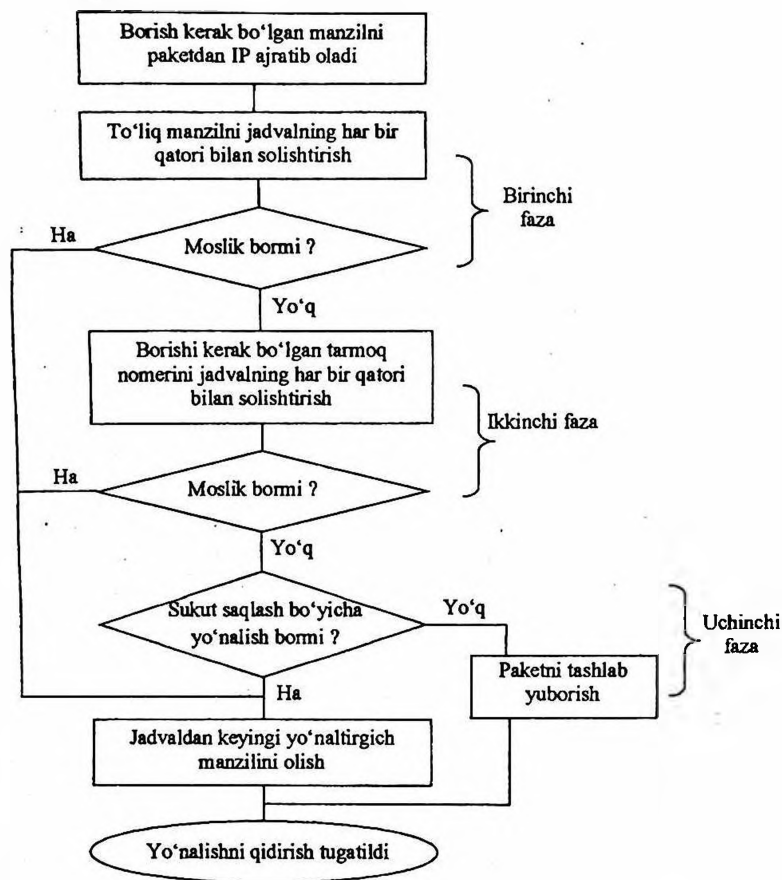 Borish kerak bo‘lgan manzilni
paketdan IP ajratib oladi
To‘liq manzilni jadvalning har bir
qatori bilan solishtirish
Birinchi
faza
Ha
Moslik bormi ?
Yo‘q
Borishi kerak bo‘lgan tarmoq
nomerini jadvalning har bir qatori
bilan solishtirish
Ikkinchi faza
Ha
Moslik bormi ?
Yo‘q
Sukut saqlash bo‘yicha
yo‘nalish bormi ?
Yo‘q
Uchinchi
faza
Paketni tashlab
yuborish
Ha
Jadvaldan keyingi yo‘naltirgich
manzilini olish
Yo‘nalishni qidirish tugatildi